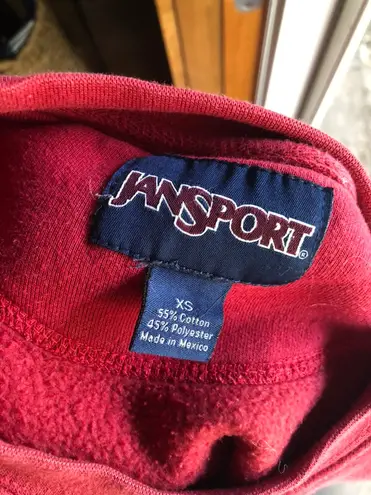 JANSPORT®
XS
55% Cotton
45% Polyester
Made in Mexico